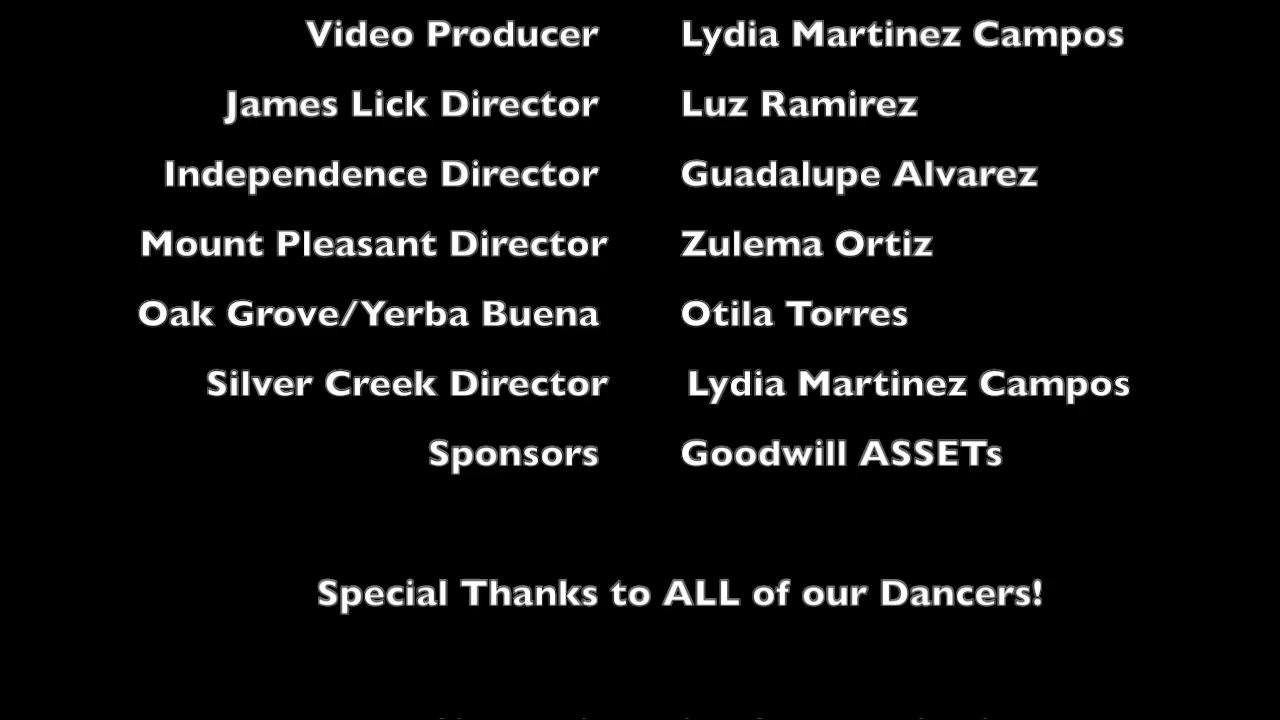 Video Producer Lydia Martinez Campos
James Lick Director Luz Ramirez
Independence Director Guadalupe Alvarez
Mount Pleasant Director Zulema Ortiz
Oak Grove/Yerba Buena Otila Torres
Silver Creek Director Lydia Martinez Campos
Sponsors Goodwill ASSETs
Special Thanks to ALL of our Dancers!